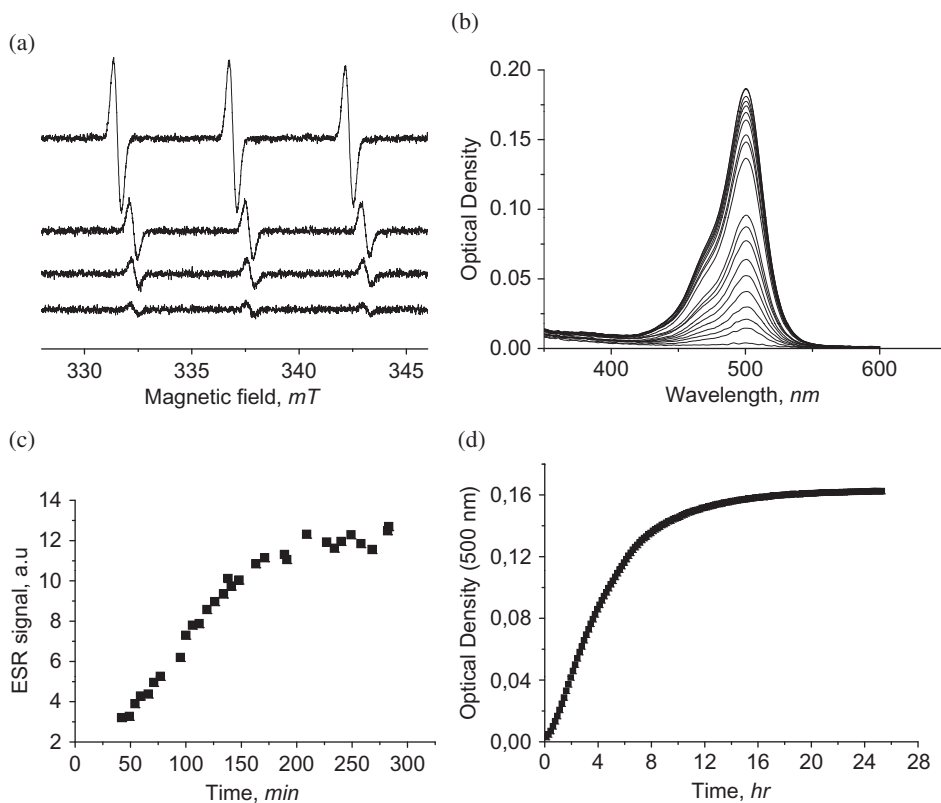 (a)
330 335 340 345
Magnetic field, mT
(b)
Optical Density
0.20
0.15
0.10
0.05
0.00
400 500 600
Wavelength, nm
(c)
ESR signal, a.u
14
12
10
8
6
4
2
0 50 100 150 200 250 300
Time, min
(d)
Optical Density (500 nm)
0,16
0,12
0,08
0,04
0,00
0 4 8 12 16 20 24 28
Time, hr